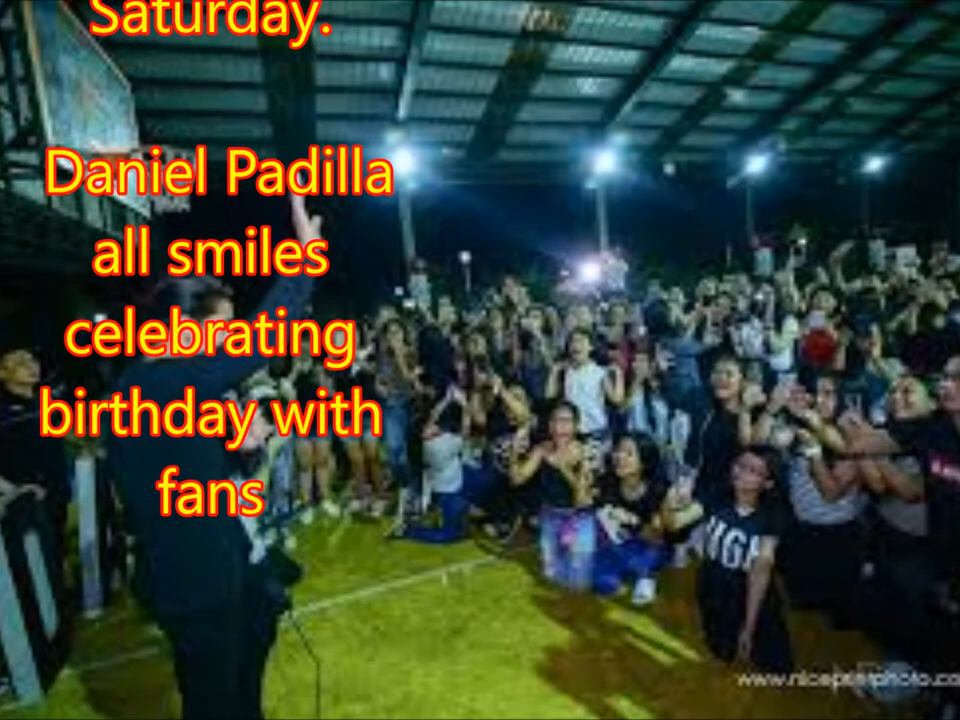 Saturday.
Daniel Padilla
all smiles
celebrating
birthday with
fans